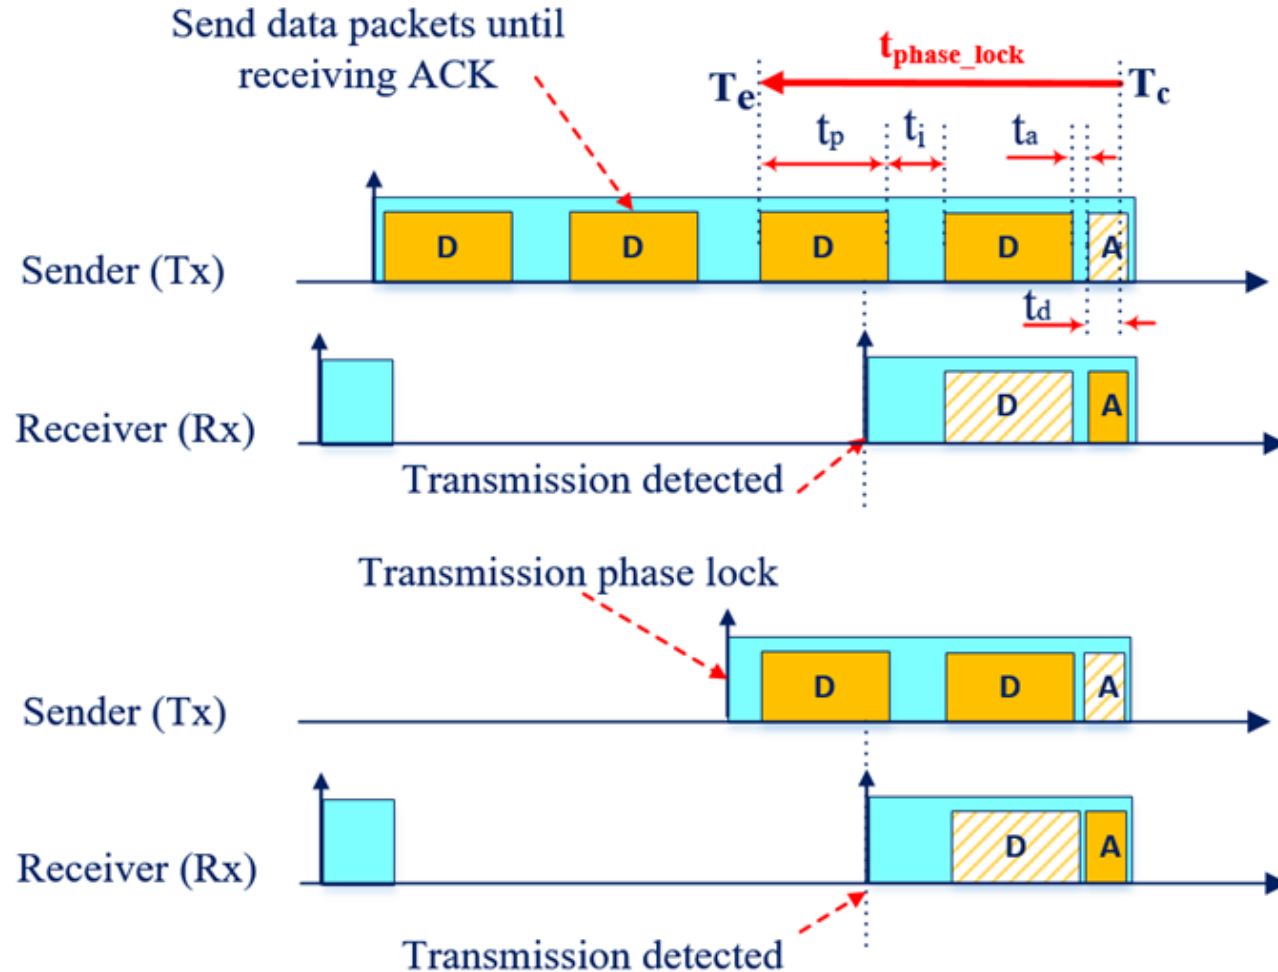 Send data packets until
receiving ACK
t_phase_lock
T_e
T_c
t_p
t_i
t_a
D
D
D
D
A
Sender (Tx)
t_d
D
A
Receiver (Rx)
Transmission detected
Transmission phase lock
D
D
A
Sender (Tx)
D
A
Receiver (Rx)
Transmission detected